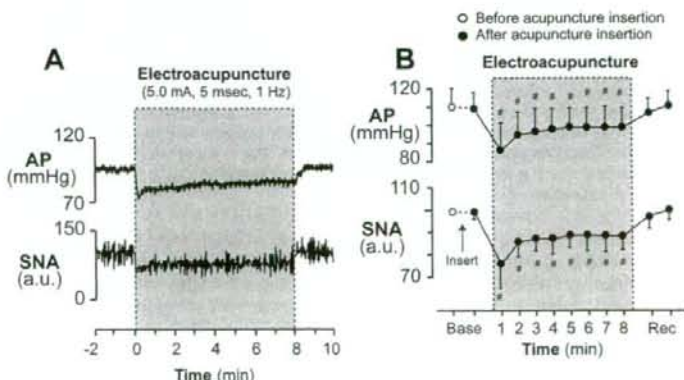 ○ Before acupuncture insertion
● After acupuncture insertion
A
Electroacupuncture
(5.0 mA, 5 msec, 1 Hz)
120
AP
(mmHg)
70
150
SNA
(a.u.)
0
-2 0 2 4 6 8 10
Time (min)
B
Electroacupuncture
120
AP
(mmHg)
80
# # # # # # # #
110
SNA
(a.u.)
70
Insert
# # # # # # # #
Base 1 2 3 4 5 6 7 8 Rec
Time (min)